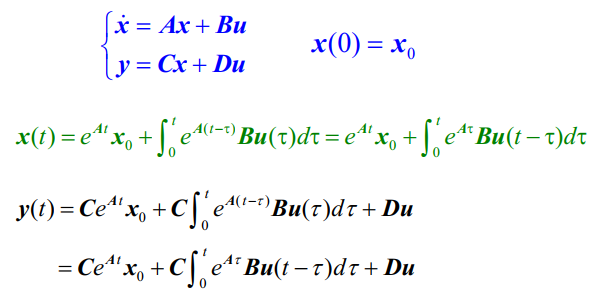 ẋ = Ax + Bu
y = Cx + Du
x(0) = x₀
x(t) = e^{At}x₀ + ∫₀ᵗ e^{A(t−τ)}Bu(τ)dτ = e^{At}x₀ + ∫₀ᵗ e^{Aτ}Bu(t − τ)dτ
y(t) = Ce^{At}x₀ + C∫₀ᵗ e^{A(t−τ)}Bu(τ)dτ + Du
= Ce^{At}x₀ + C∫₀ᵗ e^{Aτ}Bu(t − τ)dτ + Du